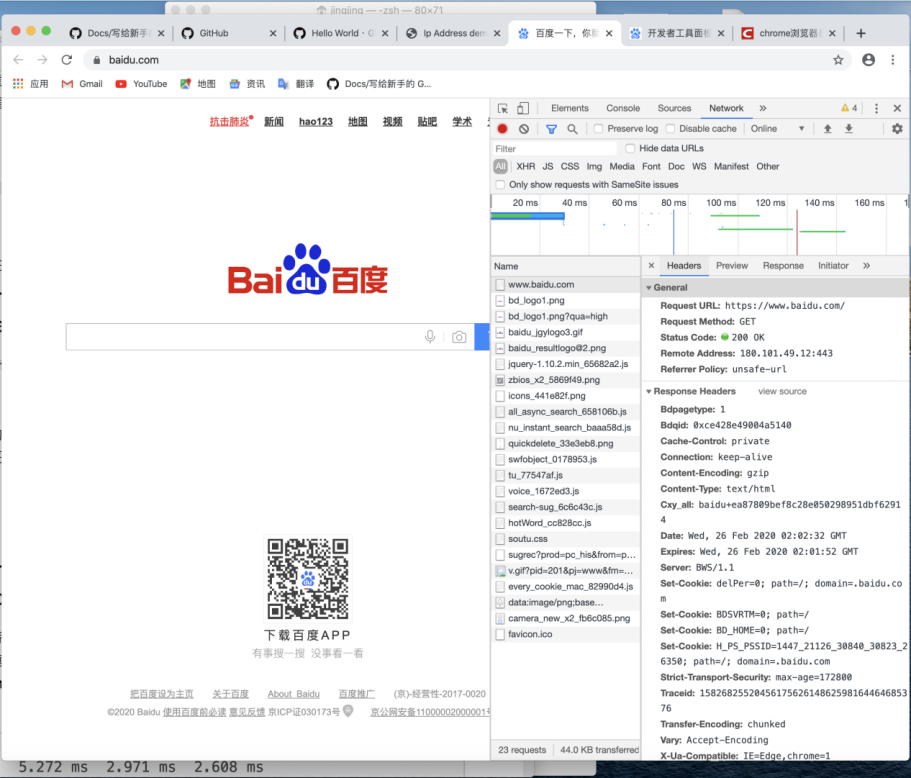 jingjing — -zsh — 80×71
Docs/写给新手 GitHub Hello World · G Ip Address dem 百度一下，你 开发者工具面板 chrome浏览器
baidu.com
应用 Gmail YouTube 地图 资讯 翻译 Docs/写给新手的 G...
抗击肺炎 新闻 hao123 地图 视频 贴吧 学术
Bai du 百度
下载百度APP
有事搜一搜 没事看一看
把百度设为主页 关于百度 About Baidu 百度推广 (京)-经营性-2017-0020
©2020 Baidu 使用百度前必读 意见反馈 京ICP证030173号 京公网安备11000002000001号
Elements Console Sources Network » 4
Preserve log Disable cache Online
Filter Hide data URLs
All XHR JS CSS Img Media Font Doc WS Manifest Other
Only show requests with SameSite issues
20 ms 40 ms 60 ms 80 ms 100 ms 120 ms 140 ms 160 ms 1
Name
www.baidu.com
bd_logo1.png
bd_logo1.png?qua=high
baidu_jgylogo3.gif
baidu_resultlogo@2.png
jquery-1.10.2.min_65682a2.js
zbios_x2_5869f49.png
icons_441e82f.png
all_async_search_658106b.js
nu_instant_search_baaa58d.js
quickdelete_33e3eb8.png
swfobject_0178953.js
tu_77547af.js
voice_1672ed3.js
search-sug_6c6c43c.js
hotWord_cc828cc.js
soutu.css
sugrec?prod=pc_his&from=p...
v.gif?pid=201&pj=www&fm=...
every_cookie_mac_82990d4.js
data:image/png;base...
camera_new_x2_fb6c085.png
favicon.ico
23 requests 44.0 KB transferred
Headers Preview Response Initiator »
General
Request URL: https://www.baidu.com/
Request Method: GET
Status Code: 200 OK
Remote Address: 180.101.49.12:443
Referrer Policy: unsafe-url
Response Headers view source
Bdpagetype: 1
Bdqid: 0xce428e49004a5140
Cache-Control: private
Connection: keep-alive
Content-Encoding: gzip
Content-Type: text/html
Cxy_all: baidu+ea87809bef8c28e050298951dbf6291
4
Date: Wed, 26 Feb 2020 02:02:32 GMT
Expires: Wed, 26 Feb 2020 02:01:52 GMT
Server: BWS/1.1
Set-Cookie: delPer=0; path=/; domain=.baidu.co
m
Set-Cookie: BDSVRTM=0; path=/
Set-Cookie: BD_HOME=0; path=/
Set-Cookie: H_PS_PSSID=1447_21126_30840_30823_2
6350; path=/; domain=.baidu.com
Strict-Transport-Security: max-age=172800
Traceid: 1582682552045617562614862598164464685​3
76
Transfer-Encoding: chunked
Vary: Accept-Encoding
X-Ua-Compatible: IE=Edge,chrome=1
5.272 ms 2.971 ms 2.608 ms